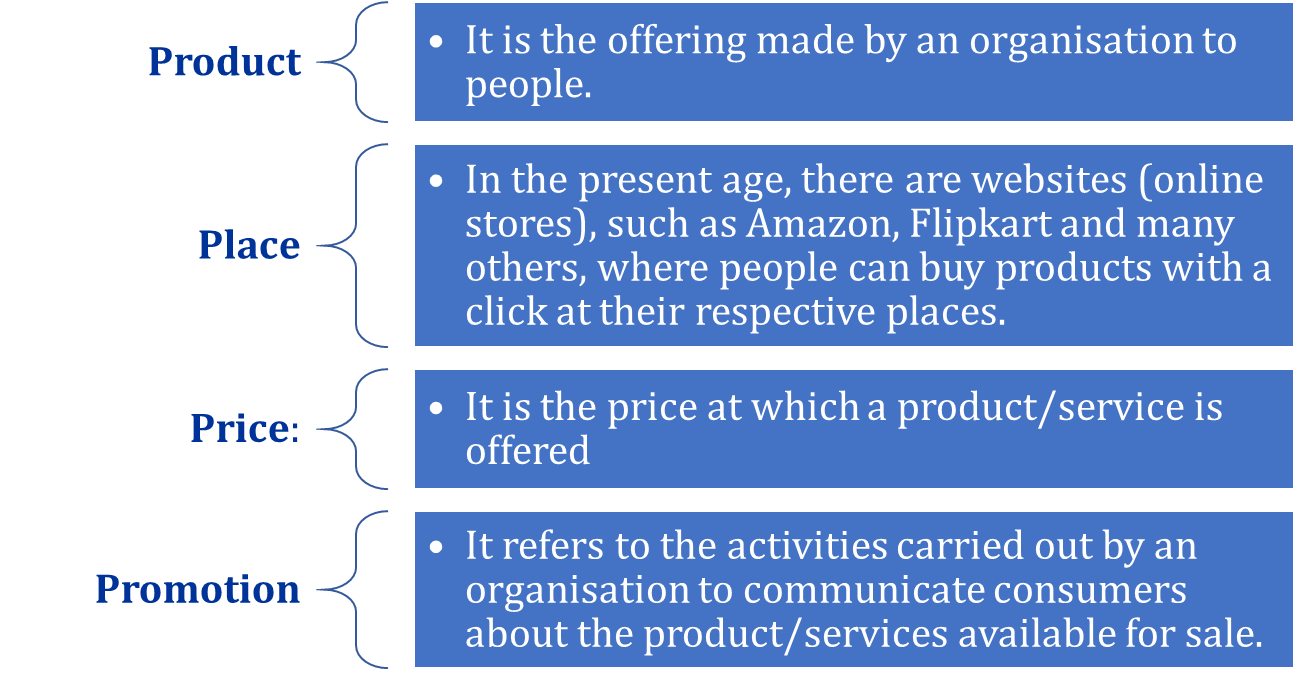 Product
• It is the offering made by an organisation to
people.
Place
• In the present age, there are websites (online
stores), such as Amazon, Flipkart and many
others, where people can buy products with a
click at their respective places.
Price:
• It is the price at which a product/service is
offered
Promotion
• It refers to the activities carried out by an
organisation to communicate consumers
about the product/services available for sale.